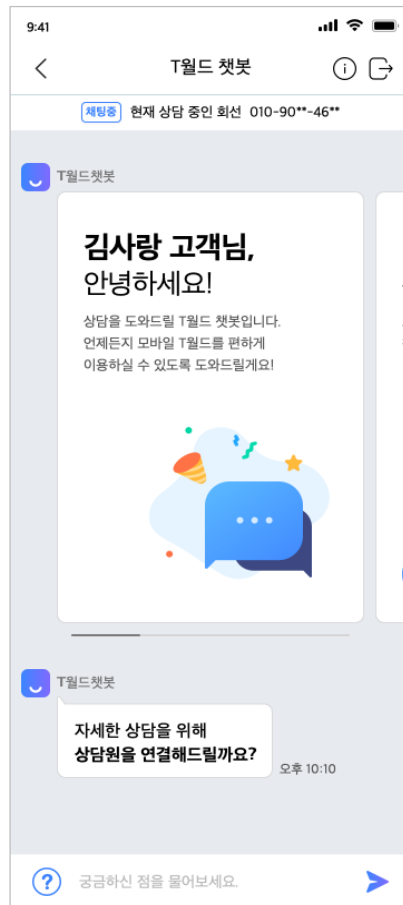 9:41
T월드 챗봇
채팅중 현재 상담 중인 회선 010-90**-46**
T월드챗봇
김사랑 고객님,
안녕하세요!
상담을 도와드릴 T월드 챗봇입니다.
언제든지 모바일 T월드를 편하게
이용하실 수 있도록 도와드릴게요!
T월드챗봇
자세한 상담을 위해
상담원을 연결해드릴까요?
오후 10:10
궁금하신 점을 물어보세요.